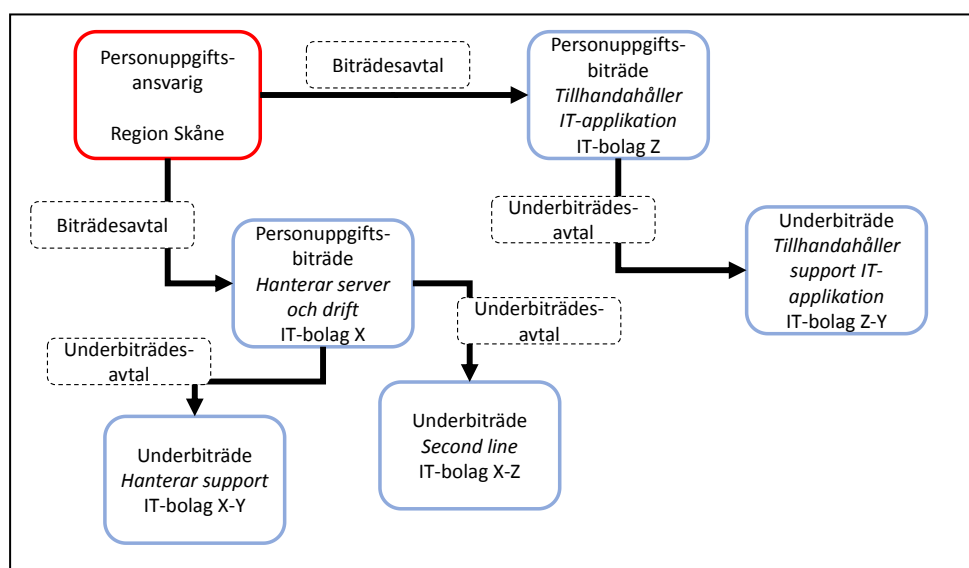 Personuppgifts-
ansvarig
Region Skåne
Biträdesavtal
Personuppgifts-
biträde
Tillhandahåller
IT-applikation
IT-bolag Z
Biträdesavtal
Personuppgifts-
biträde
Hanterar server
och drift
IT-bolag X
Underbiträdes-
avtal
Underbiträde
Tillhandahåller
support IT-
applikation
IT-bolag Z-Y
Underbiträdes-
avtal
Underbiträdes-
avtal
Underbiträde
Hanterar support
IT-bolag X-Y
Underbiträde
Second line
IT-bolag X-Z